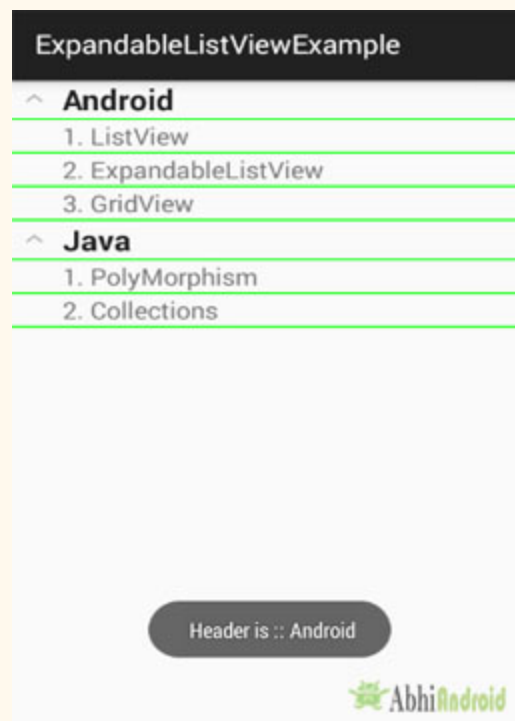 ExpandableListViewExample
Android
1. ListView
2. ExpandableListView
3. GridView
Java
1. PolyMorphism
2. Collections
Header is :: Android
AbhiAndroid